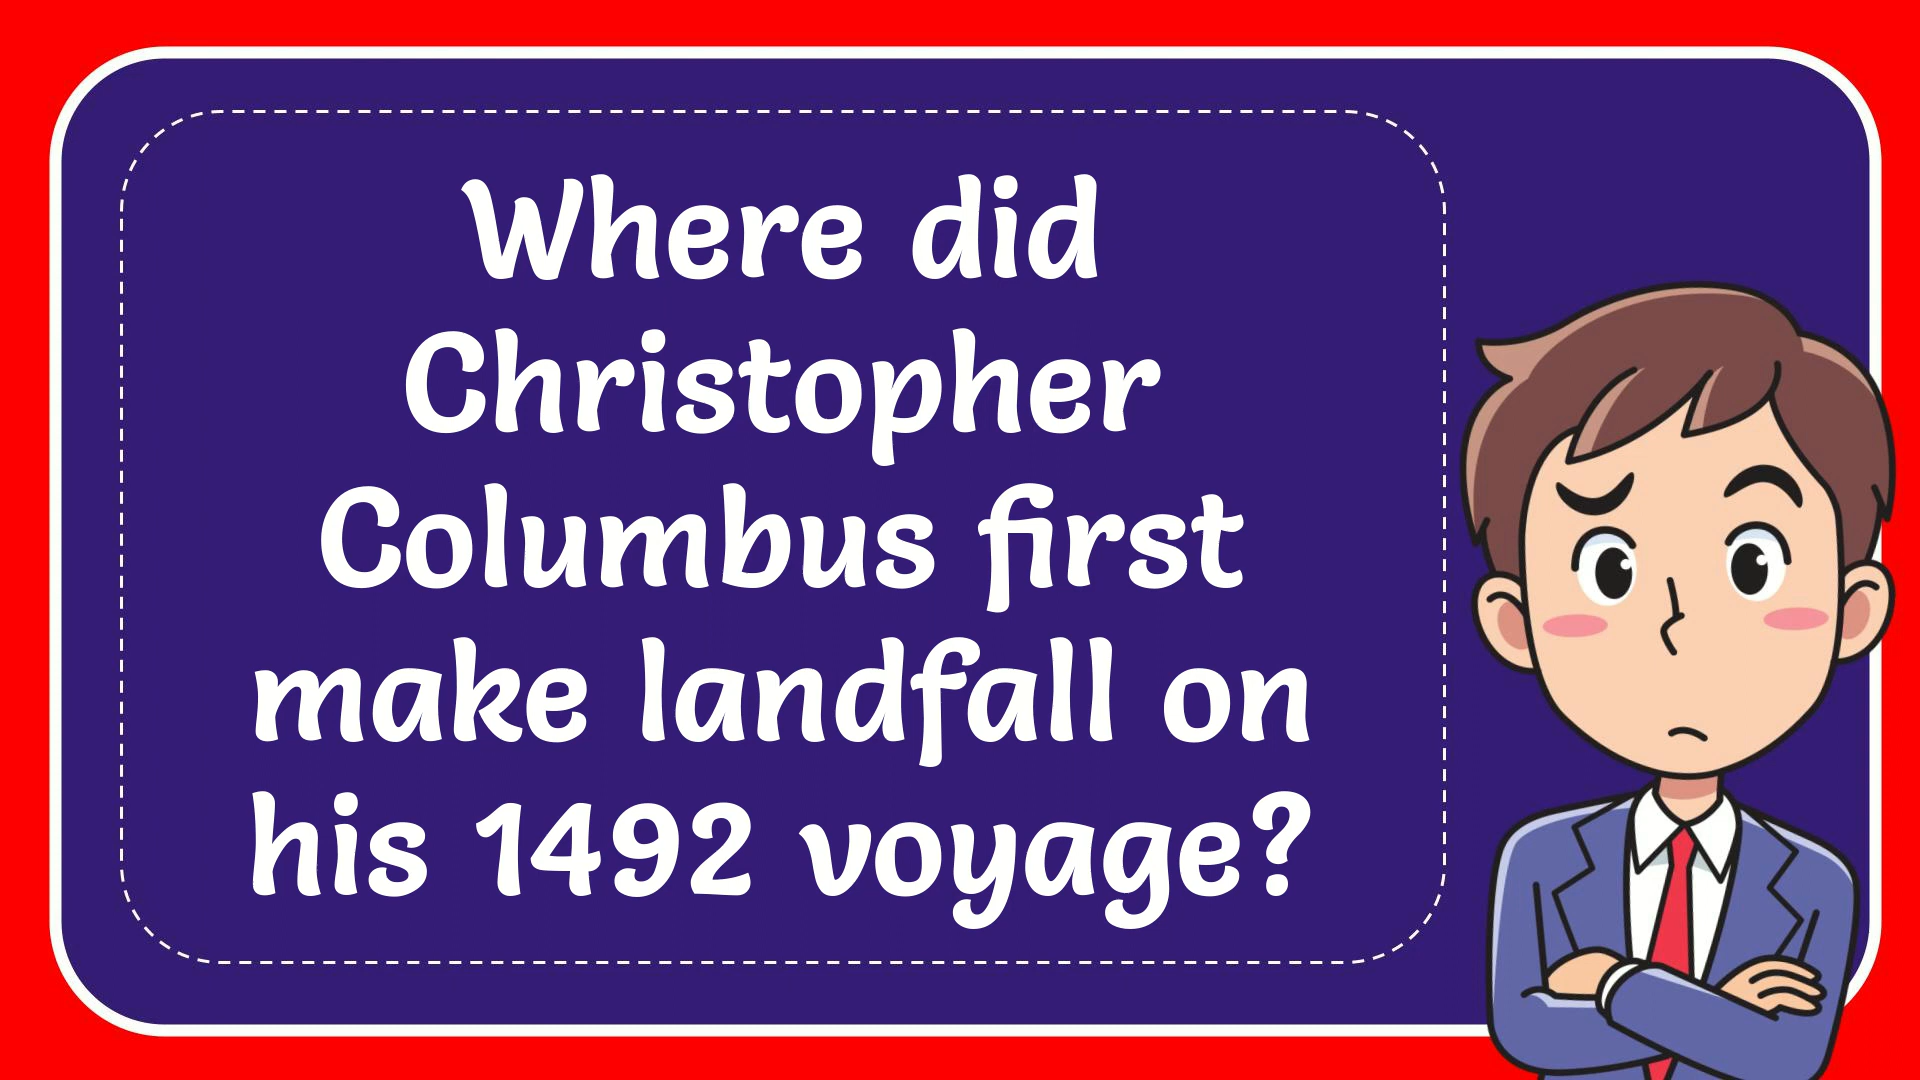 Where did
Christopher
Columbus first
make landfall on
his 1492 voyage?